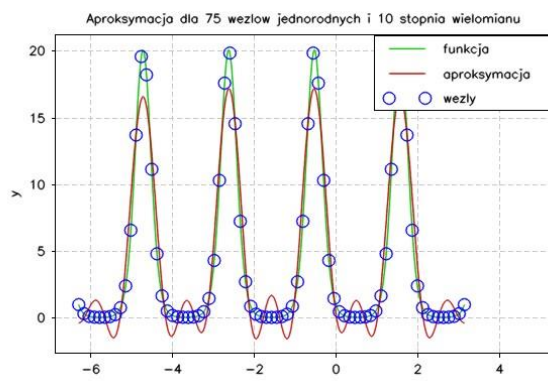 Aproksymacja dla 75 wezlow jednorodnych i 10 stopnia wielomianu
funkcja
aproksymacja
wezly
y
20
15
10
5
0
-6
-4
-2
0
2
4